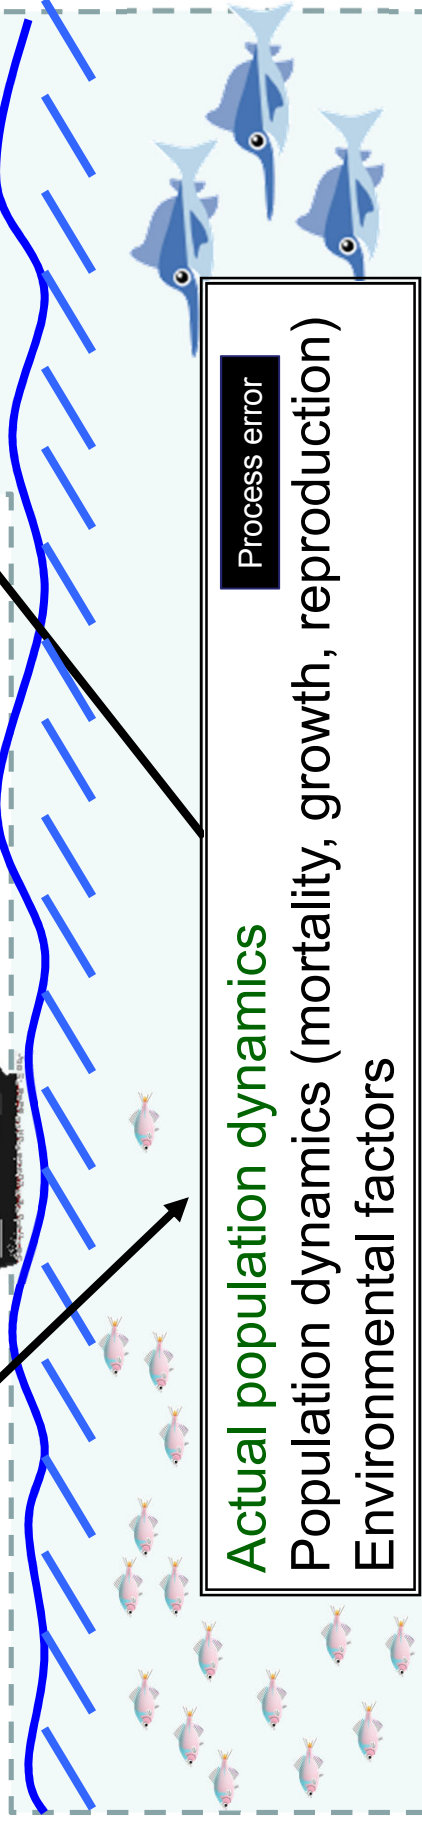 Process error
Actual population dynamics
Population dynamics (mortality, growth, reproduction)
Environmental factors